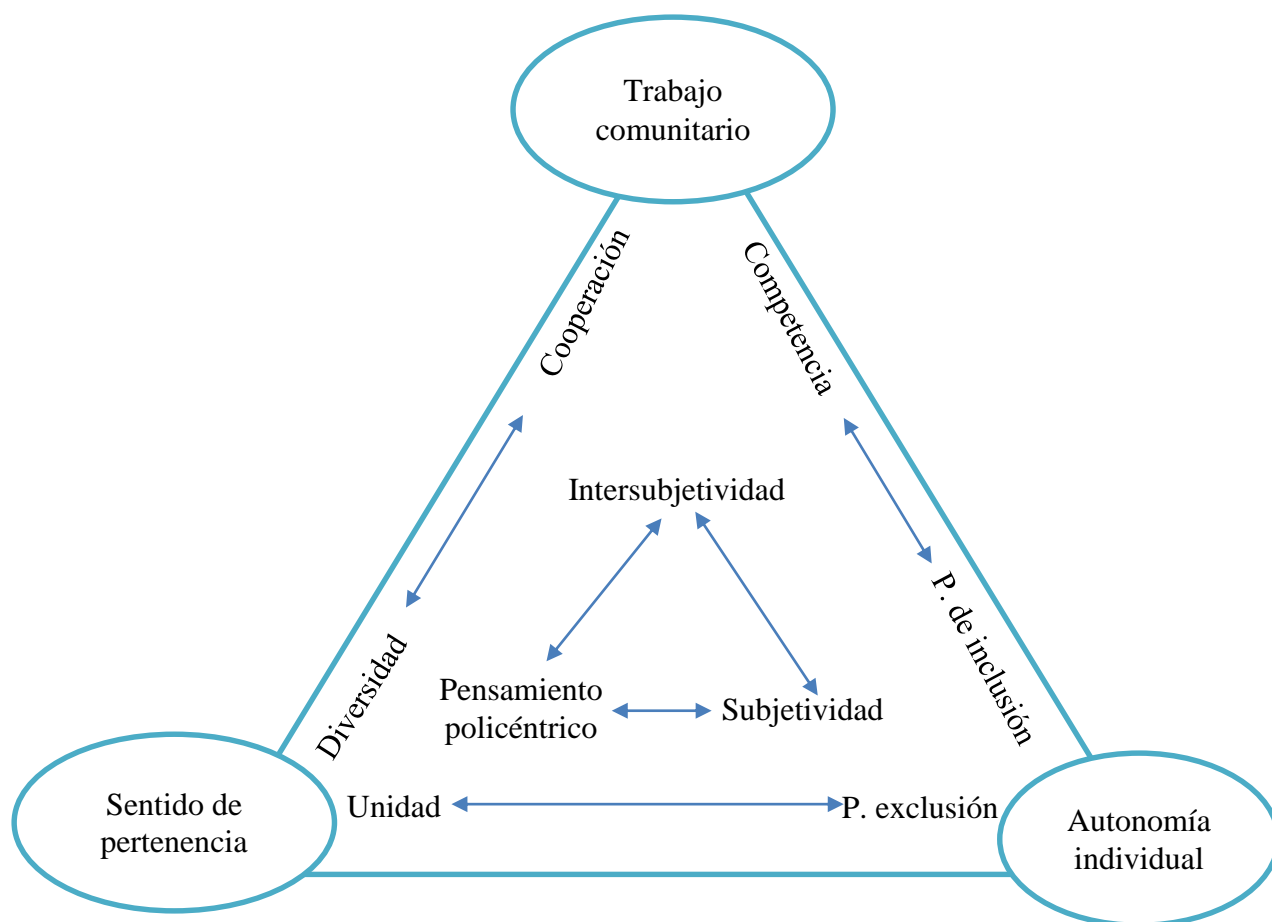 Trabajo
comunitario
Cooperación
Competencia
Intersubjetividad
P. de inclusión
Diversidad
Pensamiento
policéntrico
Subjetividad
Sentido de
pertenencia
Unidad
P. exclusión
Autonomía
individual